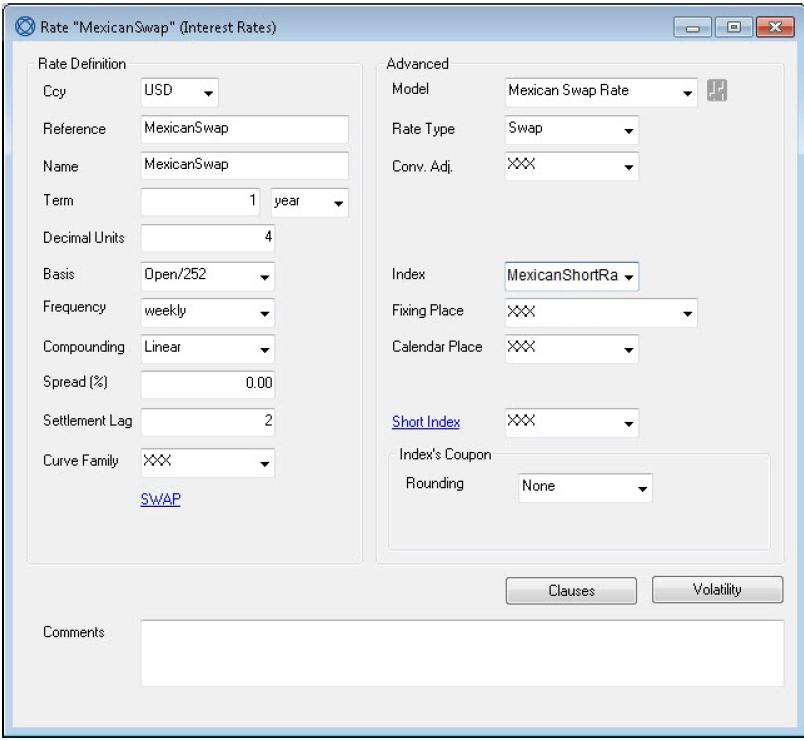 Rate "MexicanSwap" (Interest Rates)
Rate Definition
Ccy USD
Reference MexicanSwap
Name MexicanSwap
Term 1 year
Decimal Units 4
Basis Open/252
Frequency weekly
Compounding Linear
Spread (%) 0.00
Settlement Lag 2
Curve Family XXX
SWAP
Advanced
Model Mexican Swap Rate
Rate Type Swap
Conv. Adj. XXX
Index MexicanShortRa
Fixing Place XXX
Calendar Place XXX
Short Index XXX
Index's Coupon
Rounding None
Clauses Volatility
Comments